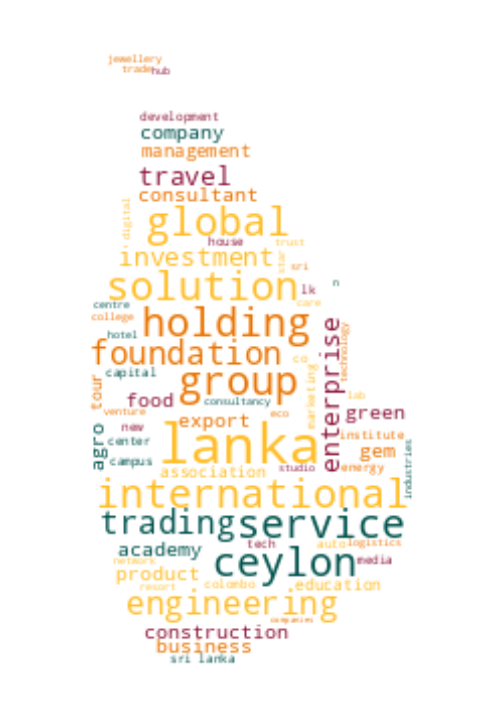 jewellery
trade hub
development
company
management
travel
consultant
digital
global
house trust
investment star sri
solution lk n
centre care
college holding
hotel foundation co technology
capital group enterprise
tour food consultancy marketing lab
venture export eco green
new lanka institute
agro center gem
campus association studio energy industries
international
trading service
academy tech auto logistics
network ceylon media
product colombo education
resort
engineering
companies
construction
business
sri lanka